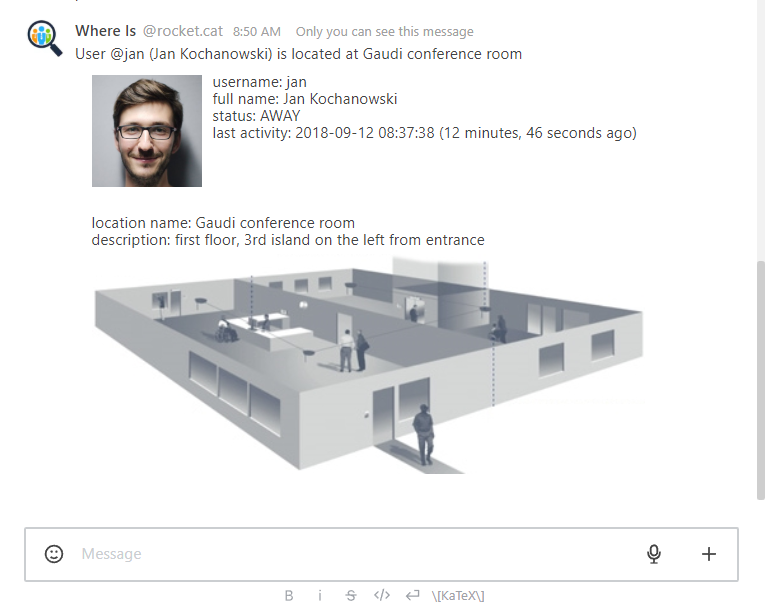 Where Is @rocket.cat 8:50 AM Only you can see this message
User @jan (Jan Kochanowski) is located at Gaudi conference room
username: jan
full name: Jan Kochanowski
status: AWAY
last activity: 2018-09-12 08:37:38 (12 minutes, 46 seconds ago)
location name: Gaudi conference room
description: first floor, 3rd island on the left from entrance
Message
B i S </> \[KaTeX\]